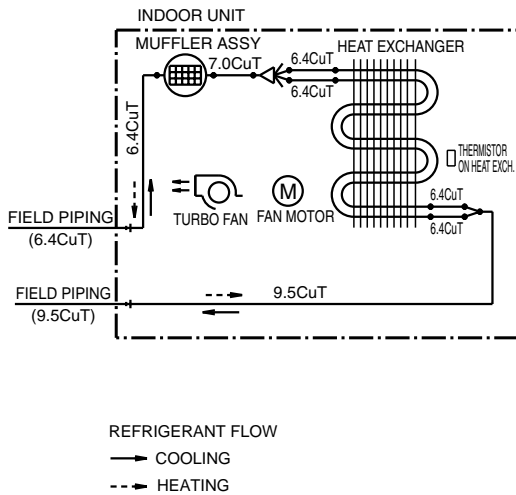 INDOOR UNIT
MUFFLER ASSY
HEAT EXCHANGER
7.0CuT
6.4CuT
6.4CuT
6.4CuT
THERMISTOR
ON HEAT EXCH.
M
TURBO FAN
FAN MOTOR
6.4CuT
6.4CuT
FIELD PIPING
(6.4CuT)
FIELD PIPING
(9.5CuT)
9.5CuT
REFRIGERANT FLOW
COOLING
HEATING